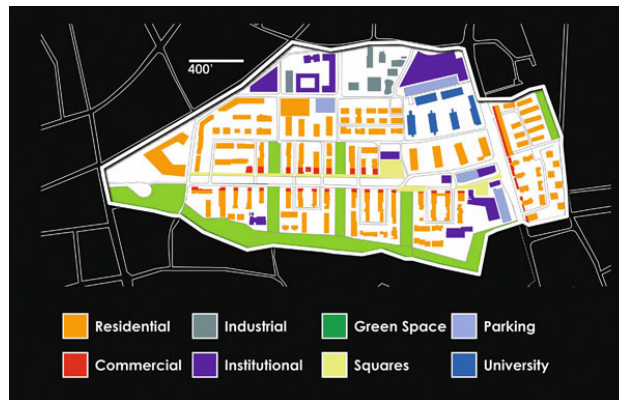 400'
Residential Industrial Green Space Parking
Commercial Institutional Squares University